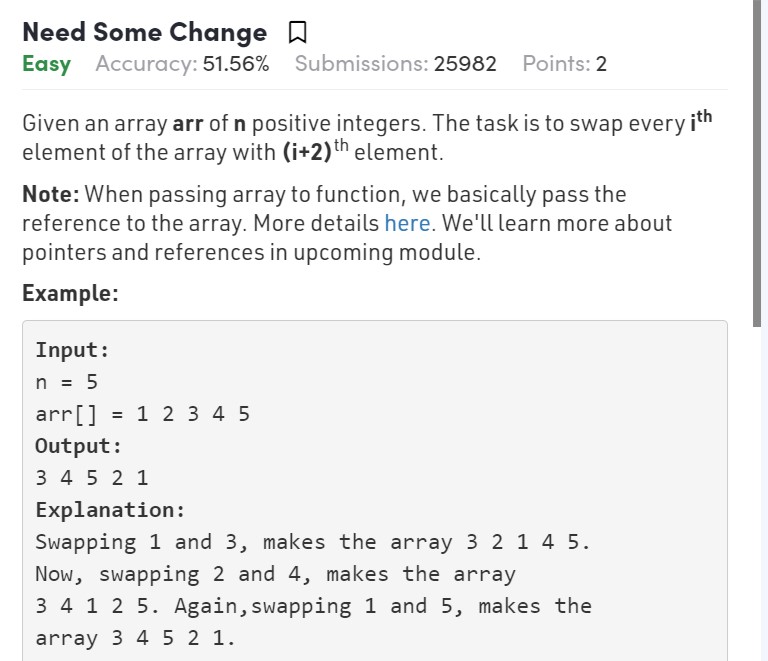 Need Some Change
Easy Accuracy: 51.56% Submissions: 25982 Points: 2
Given an array arr of n positive integers. The task is to swap every ith
element of the array with (i+2)th element.
Note: When passing array to function, we basically pass the
reference to the array. More details here. We'll learn more about
pointers and references in upcoming module.
Example:
Input:
n = 5
arr[] = 1 2 3 4 5
Output:
3 4 5 2 1
Explanation:
Swapping 1 and 3, makes the array 3 2 1 4 5.
Now, swapping 2 and 4, makes the array
3 4 1 2 5. Again,swapping 1 and 5, makes the
array 3 4 5 2 1.